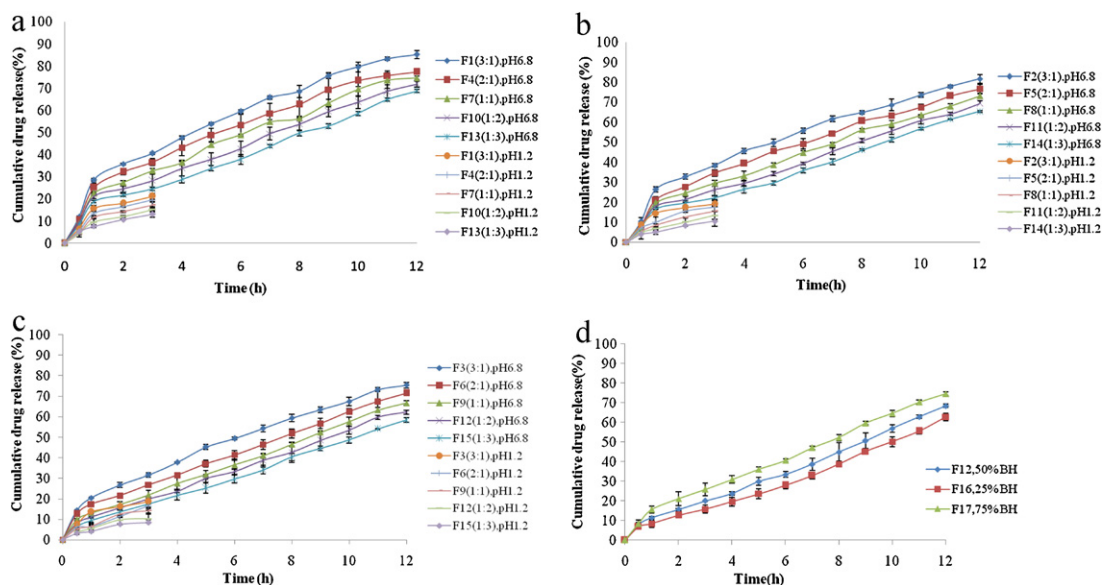 a
Cumulative drug release(%)
100
90
80
70
60
50
40
30
20
10
0
0 2 4 6 8 10 12
Time (h)
F1(3:1).pH6.8
F4(2:1).pH6.8
F7(1:1).pH6.8
F10(1:2).pH6.8
F13(1:3).pH6.8
F1(3:1).pH1.2
F4(2:1).pH1.2
F7(1:1).pH1.2
F10(1:2).pH1.2
F13(1:3).pH1.2
b
Cumulative drug release (%)
100
90
80
70
60
50
40
30
20
10
0
0 2 4 6 8 10 12
Time(h)
F2(3:1).pH6.8
F5(2:1).pH6.8
F8(1:1).pH6.8
F11(1:2).pH6.8
F14(1:3).pH6.8
F2(3:1).pH1.2
F5(2:1).pH1.2
F8(1:1).pH1.2
F11(1:2).pH1.2
F14(1:3).pH1.2
c
Cumulative drug release (%)
100
90
80
70
60
50
40
30
20
10
0
0 2 4 6 8 10 12
Time (h)
F3(3:1).pH6.8
F6(2:1).pH6.8
F9(1:1).pH6.8
F12(1:2).pH6.8
F15(1:3).pH6.8
F3(3:1).pH1.2
F6(2:1).pH1.2
F9(1:1).pH1.2
F12(1:2).pH1.2
F15(1:3).pH1.2
d
Cumulative drug release(%)
100
90
80
70
60
50
40
30
20
10
0
0 2 4 6 8 10 12
Time (h)
F12,50%BH
F16,25%BH
F17,75%BH